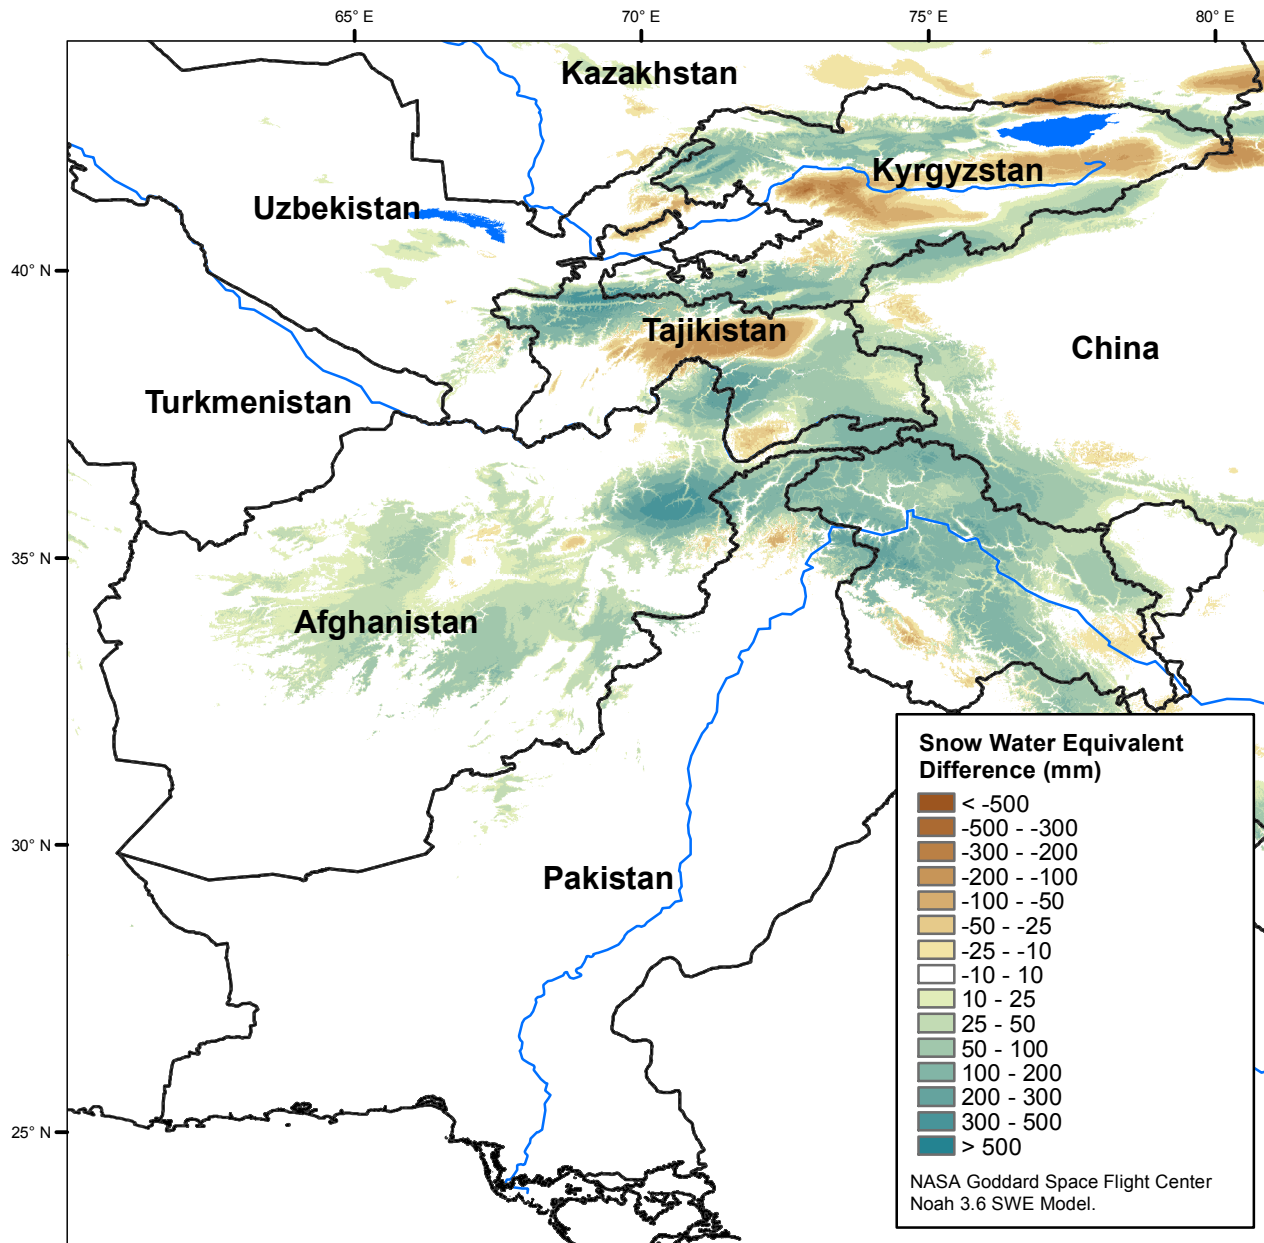 65° E
70° E
75° E
80° E
Kazakhstan
Kyrgyzstan
Uzbekistan
40° N
Tajikistan
China
Turkmenistan
35° N
Afghanistan
Snow Water Equivalent
Difference (mm)
< -500
-500 - -300
-300 - -200
-200 - -100
-100 - -50
-50 - -25
-25 - -10
-10 - 10
10 - 25
25 - 50
50 - 100
100 - 200
200 - 300
300 - 500
> 500
NASA Goddard Space Flight Center
Noah 3.6 SWE Model.
30° N
Pakistan
25° N